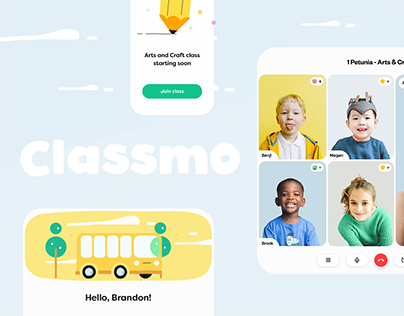 Arts and Craft class
starting soon
Join class
1 Petunia - Arts & Cr
Classmo
Benji
Megan
Brook
Hello, Brandon!